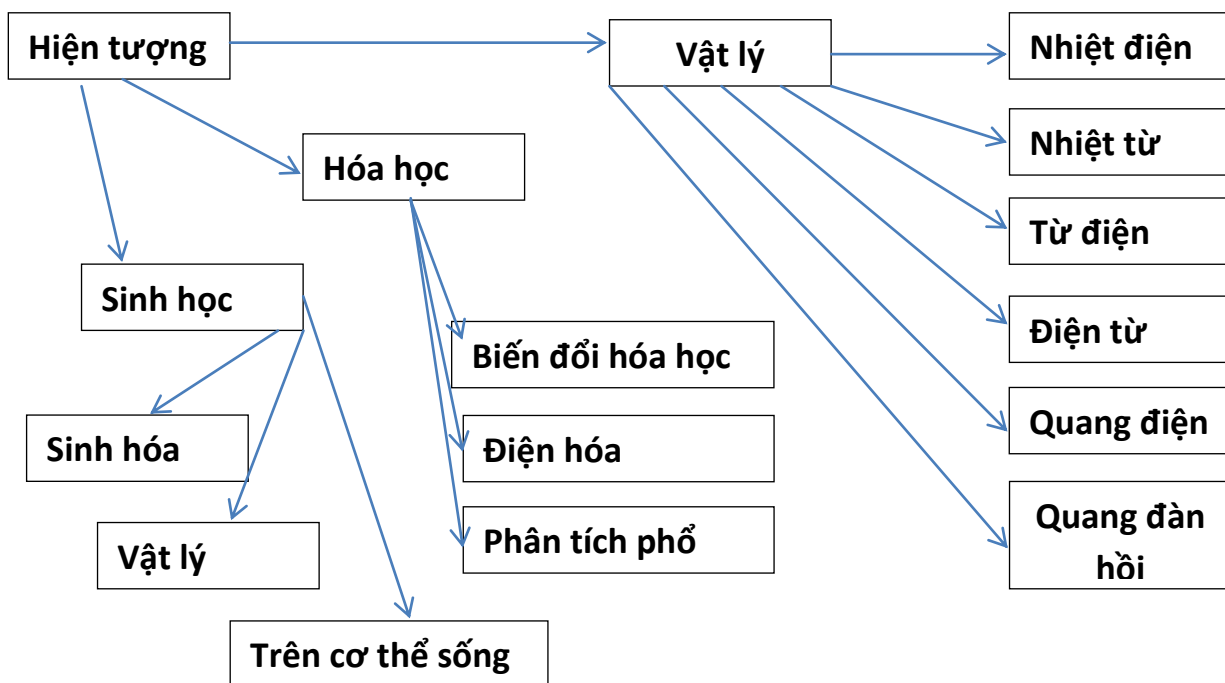 Hiện tượng
Vật lý
Nhiệt điện
Nhiệt từ
Hóa học
Từ điện
Sinh học
Điện từ
Biến đổi hóa học
Quang điện
Sinh hóa
Điện hóa
Quang đàn
hồi
Vật lý
Phân tích phổ
Trên cơ thể sống